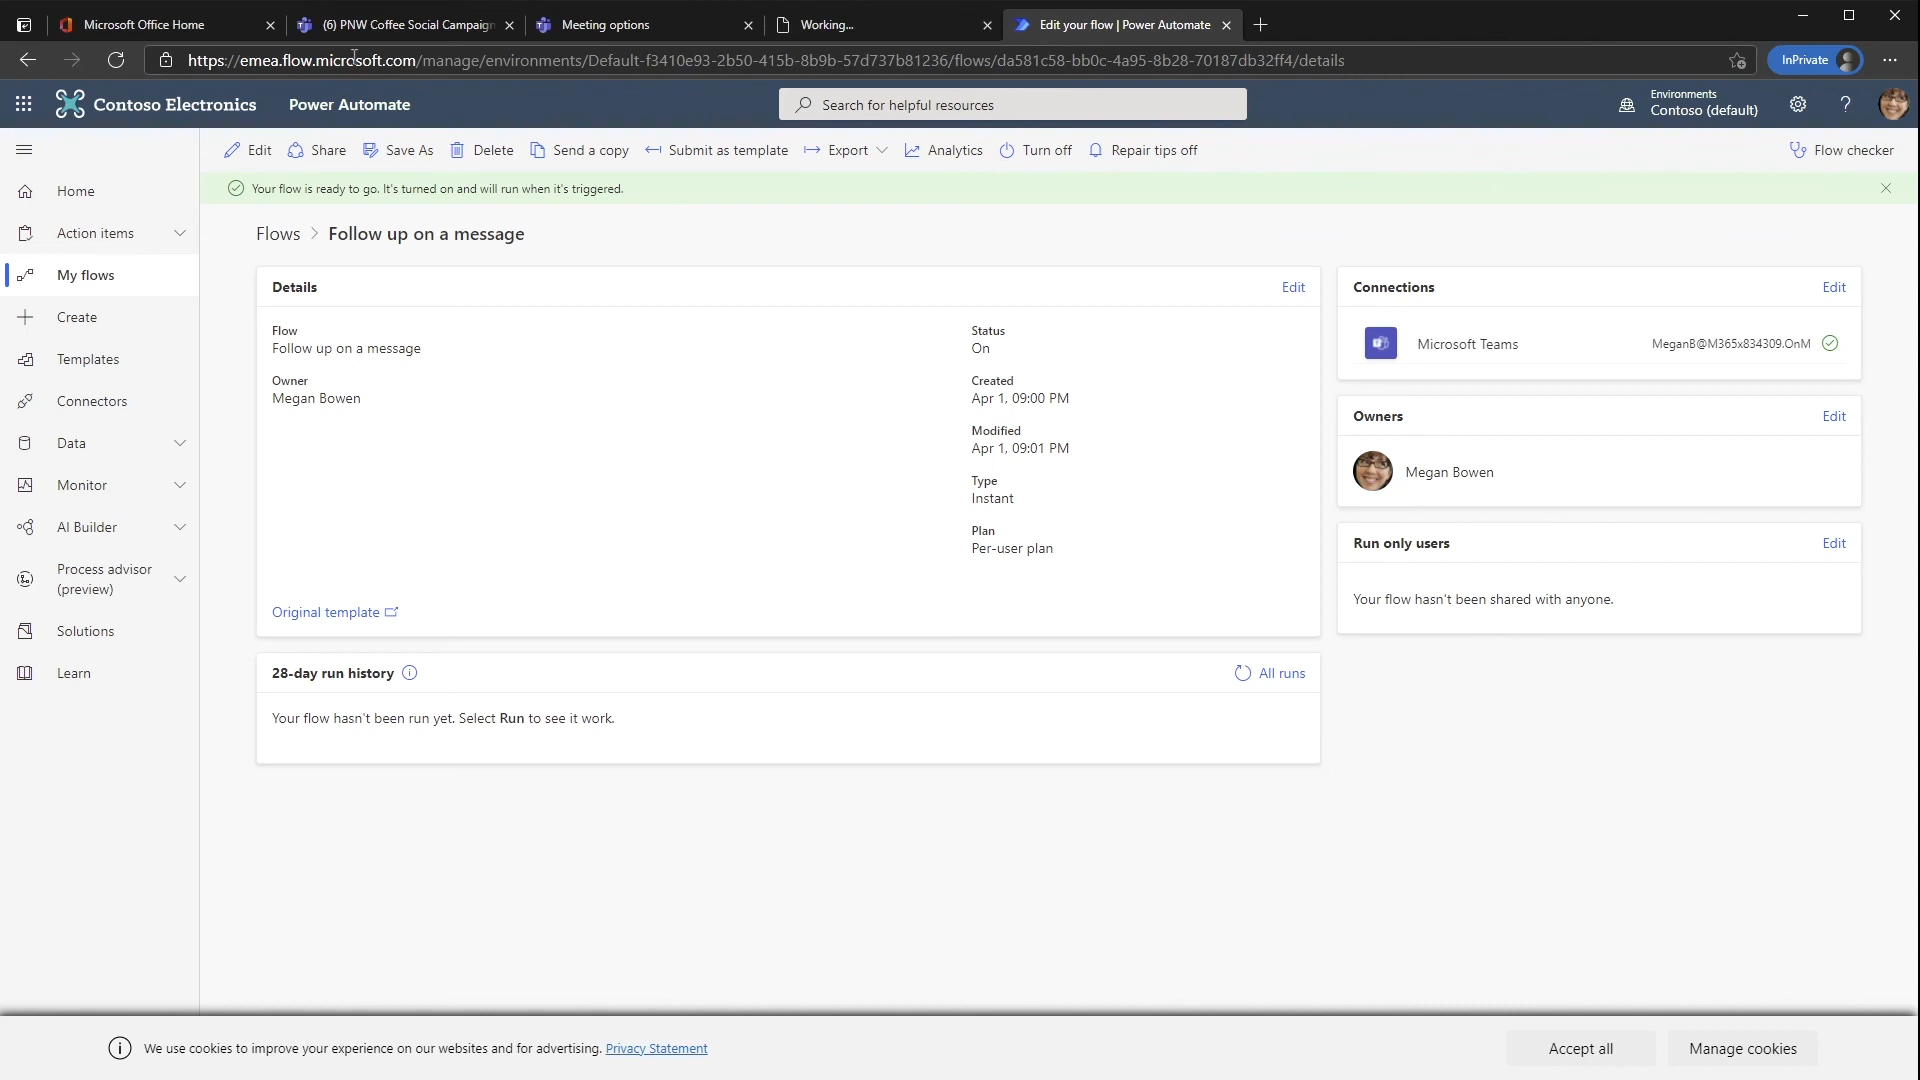 Microsoft Office Home
(6) PNW Coffee Social Campaign
Meeting options
Working...
Edit your flow | Power Automate
https://emea.flow.microsoft.com/manage/environments/Default-f3410e93-2b50-415b-8b9b-57d737b81236/flows/da581c58-bb0c-4a95-8b28-70187db32ff4/details
InPrivate
Contoso Electronics
Power Automate
Search for helpful resources
Environments
Contoso (default)
Edit
Share
Save As
Delete
Send a copy
Submit as template
Export
Analytics
Turn off
Repair tips off
Flow checker
Your flow is ready to go. It's turned on and will run when it's triggered.
Home
Action items
My flows
Create
Templates
Connectors
Data
Monitor
AI Builder
Process advisor
(preview)
Solutions
Learn
Flows > Follow up on a message
Details
Edit
Flow
Follow up on a message
Owner
Megan Bowen
Status
On
Created
Apr 1, 09:00 PM
Modified
Apr 1, 09:01 PM
Type
Instant
Plan
Per-user plan
Original template
28-day run history
All runs
Your flow hasn't been run yet. Select Run to see it work.
Connections
Edit
Microsoft Teams
MeganB@M365x834309.OnM
Owners
Edit
Megan Bowen
Run only users
Edit
Your flow hasn't been shared with anyone.
We use cookies to improve your experience on our websites and for advertising. Privacy Statement
Accept all
Manage cookies